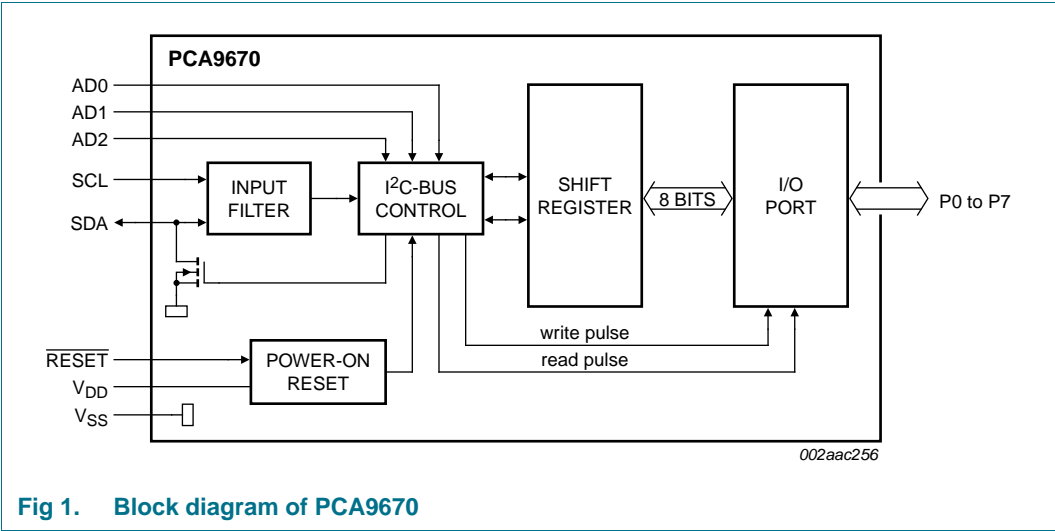 PCA9670
AD0
AD1
AD2
SCL
SDA
INPUT
FILTER
I²C-BUS
CONTROL
SHIFT
REGISTER
8 BITS
I/O
PORT
P0 to P7
write pulse
read pulse
RESET
VDD
VSS
POWER-ON
RESET
002aac256
Fig 1. Block diagram of PCA9670